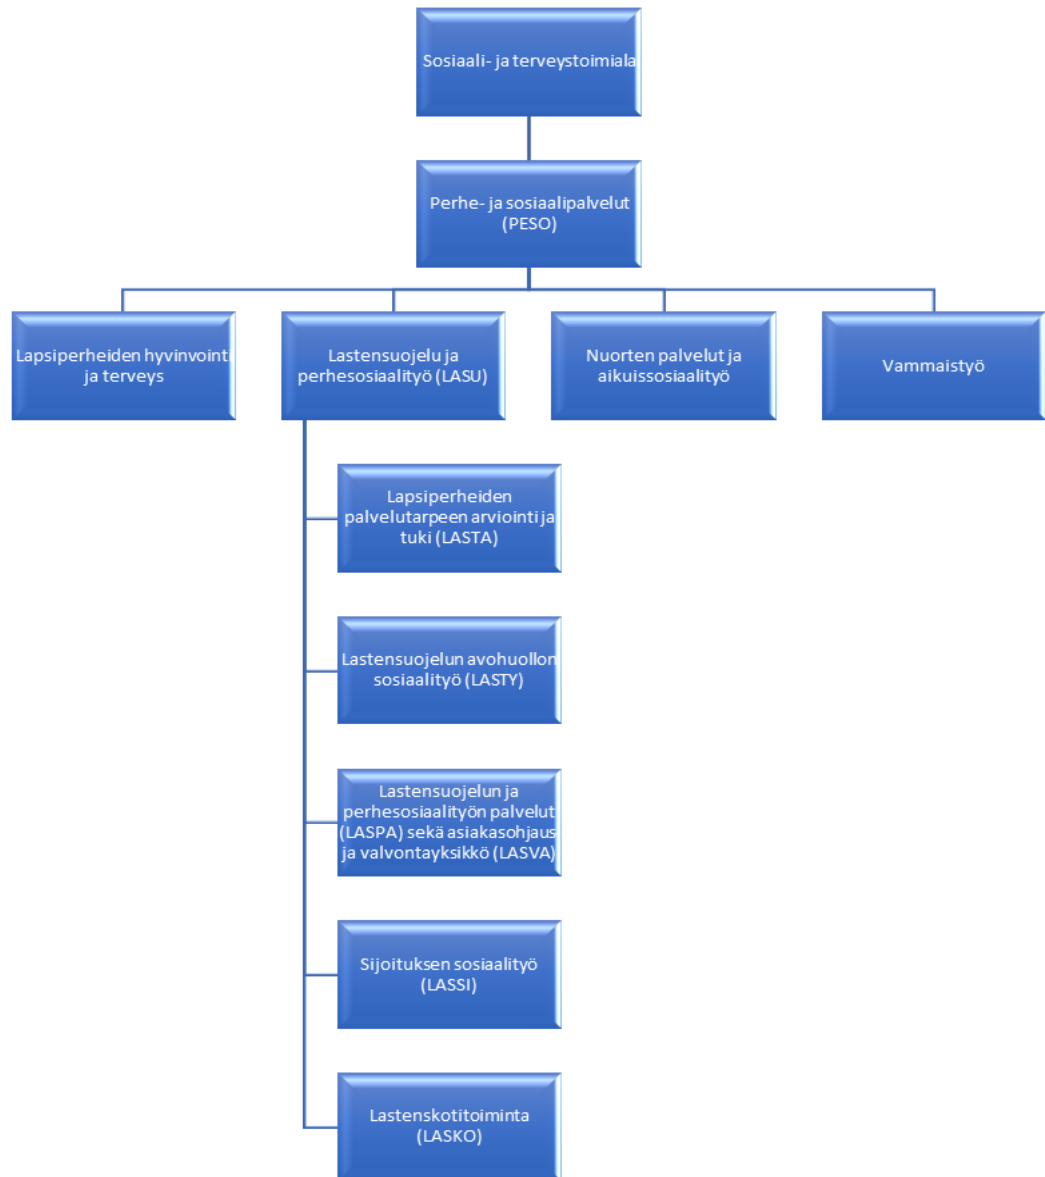 Sosiaali- ja terveystoimiala
Perhe- ja sosiaalipalvelut
(PESO)
Lapsiperheiden hyvinvointi
ja terveys
Lastensuojelu ja
perhesosiaalityö (LASU)
Nuorten palvelut ja
aikuissosiaalityö
Vammaistyö
Lapsiperheiden
palvelutarpeen arviointi ja
tuki (LASTA)
Lastensuojelun avohuollon
sosiaalityö (LASTY)
Lastensuojelun ja
perhesosiaalityön palvelut
(LASPA) sekä asiakasohjaus
ja valvontayksikkö (LASVA)
Sijoituksen sosiaalityö
(LASSI)
Lastenskotitoiminta
(LASKO)